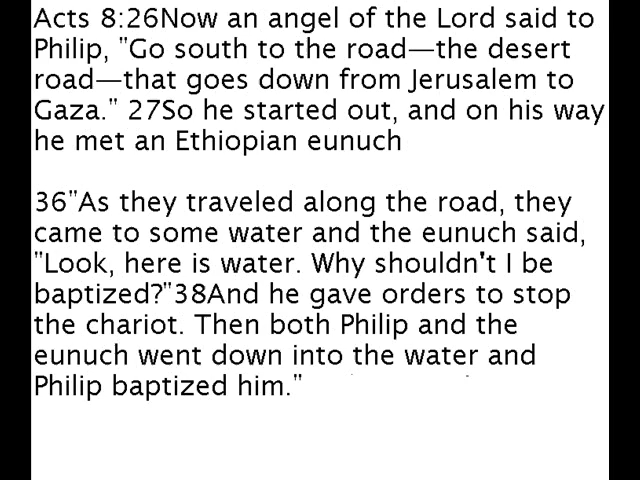 Acts 8:26Now an angel of the Lord said to
Philip, "Go south to the road—the desert
road—that goes down from Jerusalem to
Gaza." 27So he started out, and on his way
he met an Ethiopian eunuch
36"As they traveled along the road, they
came to some water and the eunuch said,
"Look, here is water. Why shouldn't I be
baptized?"38And he gave orders to stop
the chariot. Then both Philip and the
eunuch went down into the water and
Philip baptized him."